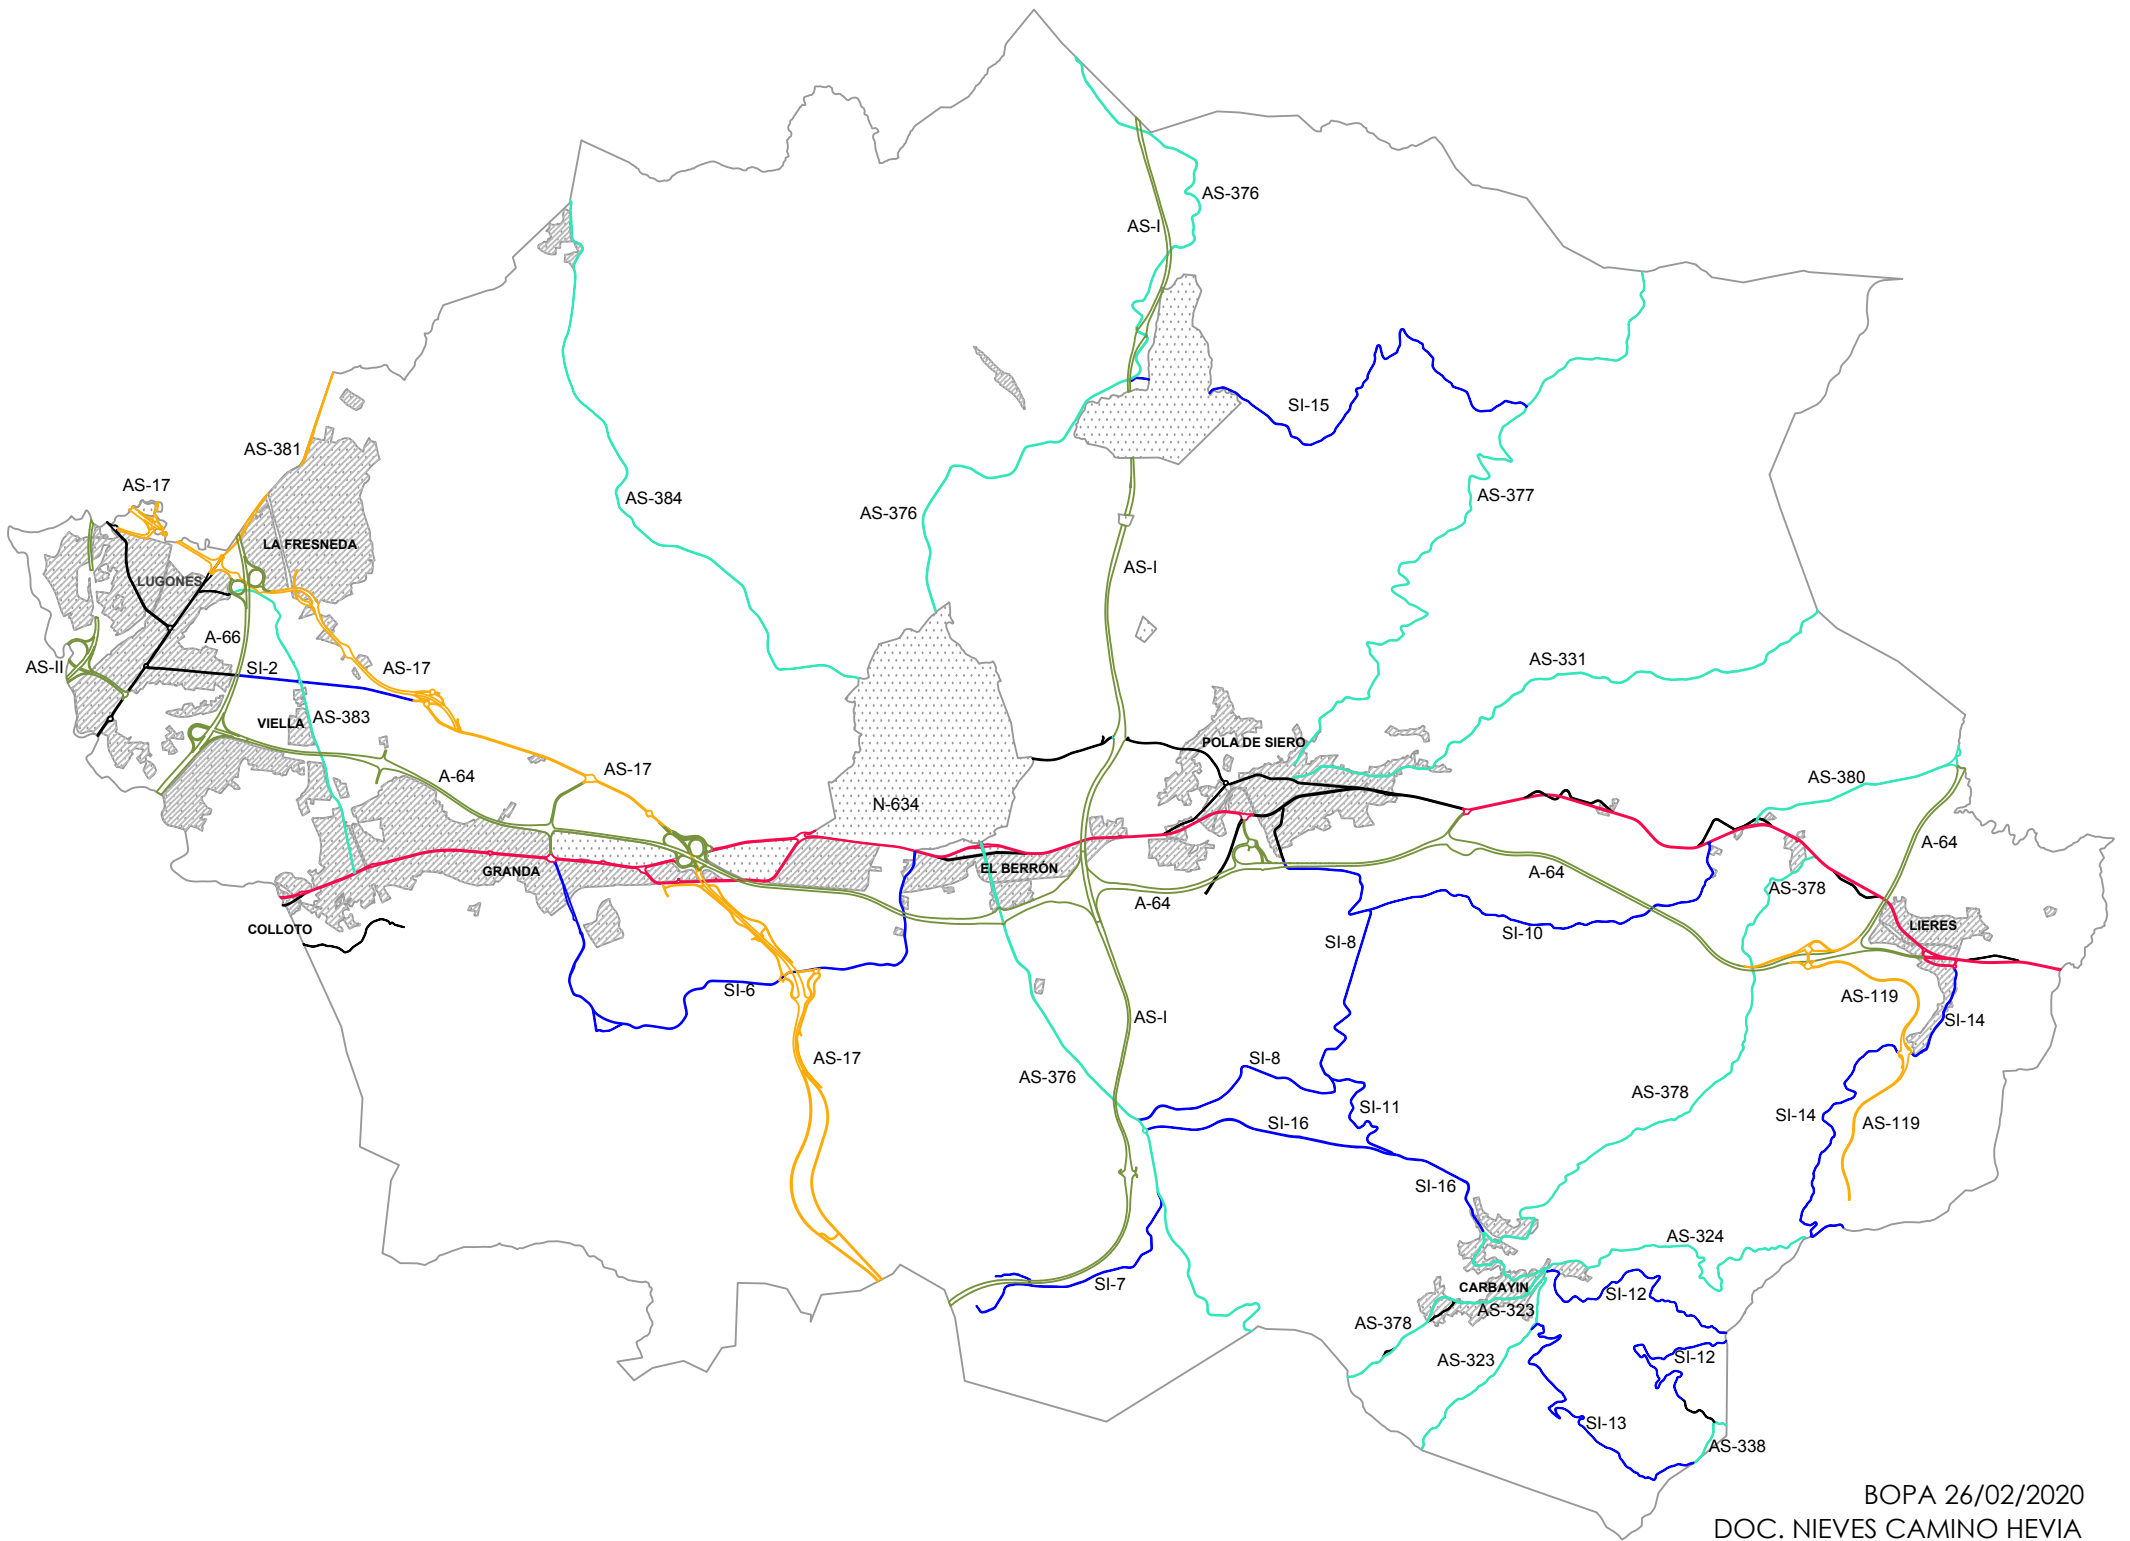 AS-376
AS-I
SI-15
AS-381
AS-17
AS-384
AS-376
AS-377
LA FRESNEDA
AS-I
LUGONES
A-66
AS-II
SI-2
AS-17
AS-331
AS-383
VIELLA
POLA DE SIERO
A-64
AS-17
AS-380
N-634
A-64
GRANDA
EL BERRÓN
A-64
AS-378
A-64
COLLOTO
LIERES
SI-8
SI-10
SI-6
AS-119
AS-I
SI-14
AS-17
SI-8
AS-376
AS-378
SI-11
SI-14
SI-16
AS-119
SI-16
AS-324
SI-7
CARBAYIN
SI-12
AS-323
AS-378
AS-323
SI-12
SI-13
AS-338
BOPA 26/02/2020
DOC. NIEVES CAMINO HEVIA